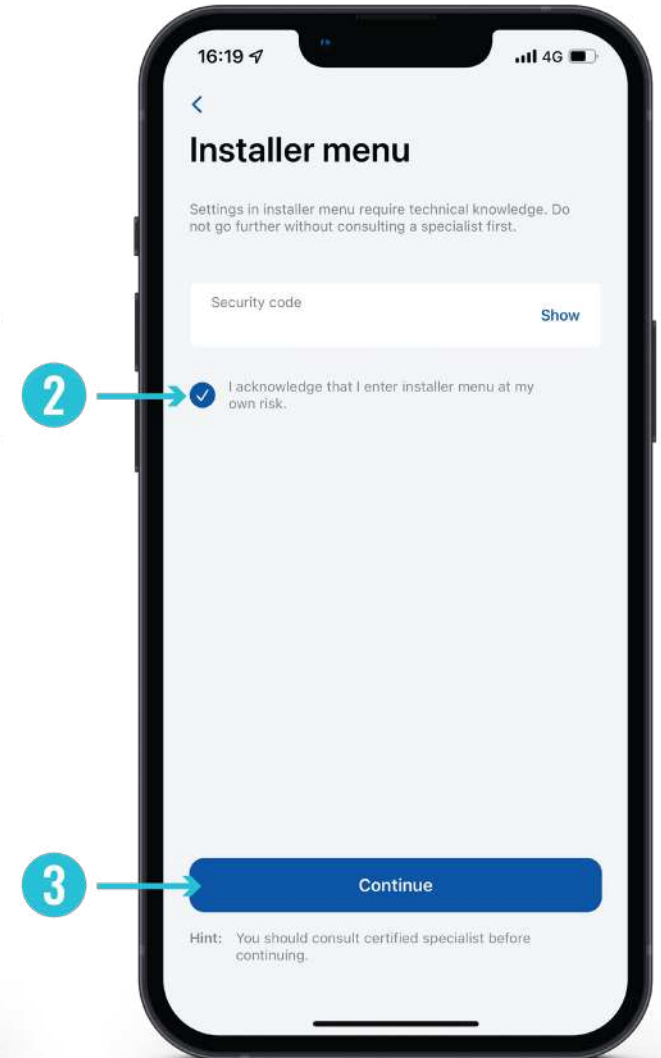 16:19
4G
Installer menu
Settings in installer menu require technical knowledge. Do
not go further without consulting a specialist first.
Security code
Show
2
I acknowledge that I enter installer menu at my
own risk.
3
Continue
Hint: You should consult certified specialist before
continuing.